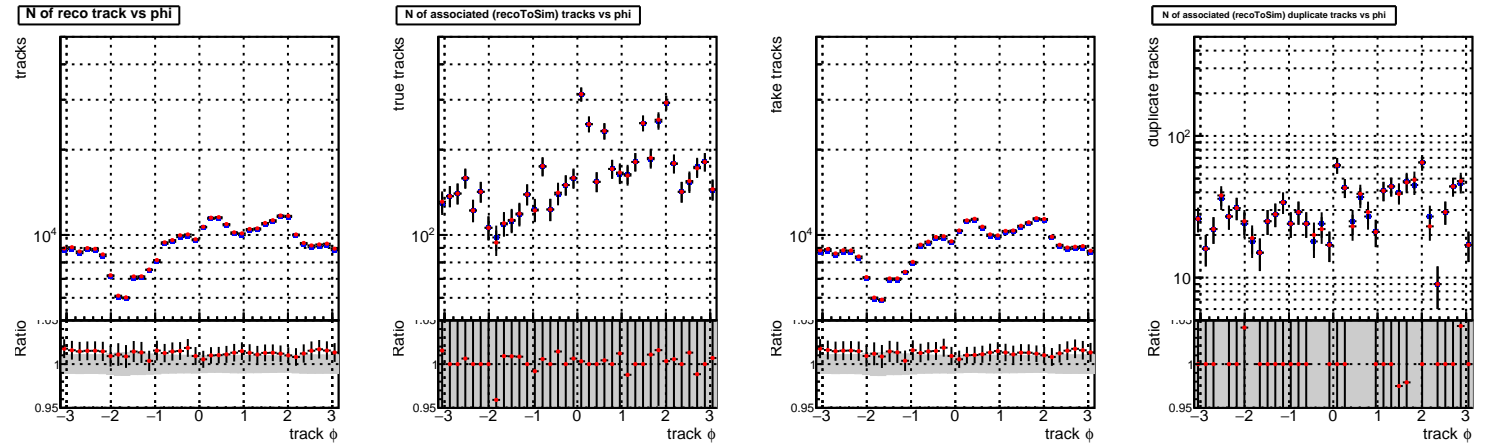 N of reco track vs phi
tracks
10^4
Ratio
1.05
1
0.95
−3 −2 −1 0 1 2 3
track ϕ
N of associated (recoToSim) tracks vs phi
true tracks
10^2
Ratio
1.05
1
0.95
−3 −2 −1 0 1 2 3
track ϕ
fake tracks
10^4
Ratio
1.05
1
0.95
−3 −2 −1 0 1 2 3
track ϕ
N of associated (recoToSim) duplicate tracks vs phi
duplicate tracks
10^2
10
Ratio
1.05
1
0.95
−3 −2 −1 0 1 2 3
track ϕ